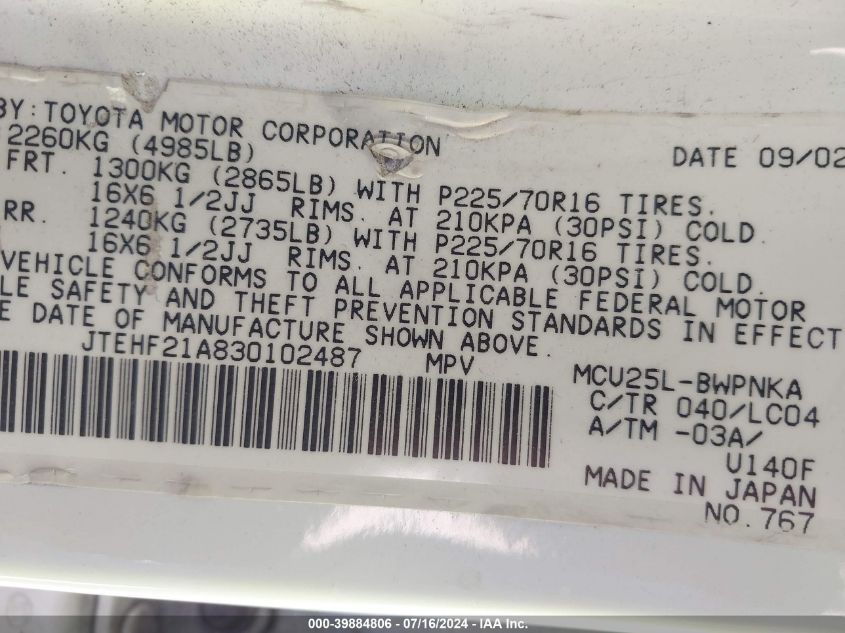 BY: TOYOTA MOTOR CORPORATION DATE 09/02
2260KG (4985LB)
FRT. 1300KG (2865LB) WITH P225/70R16 TIRES.
16X6 1/2JJ RIMS. AT 210KPA (30PSI) COLD.
RR. 1240KG (2735LB) WITH P225/70R16 TIRES.
16X6 1/2JJ RIMS. AT 210KPA (30PSI) COLD.
VEHICLE CONFORMS TO ALL APPLICABLE FEDERAL MOTOR
LE SAFETY AND THEFT PREVENTION STANDARDS IN EFFECT
E DATE OF MANUFACTURE SHOWN ABOVE.
JTEHF21A830102487 MPV
MCU25L-BWPNKA
C/TR 040/LC04
A/TM -03A/
U140F
MADE IN JAPAN
NO. 767
000-39884806 - 07/16/2024 - IAA Inc.